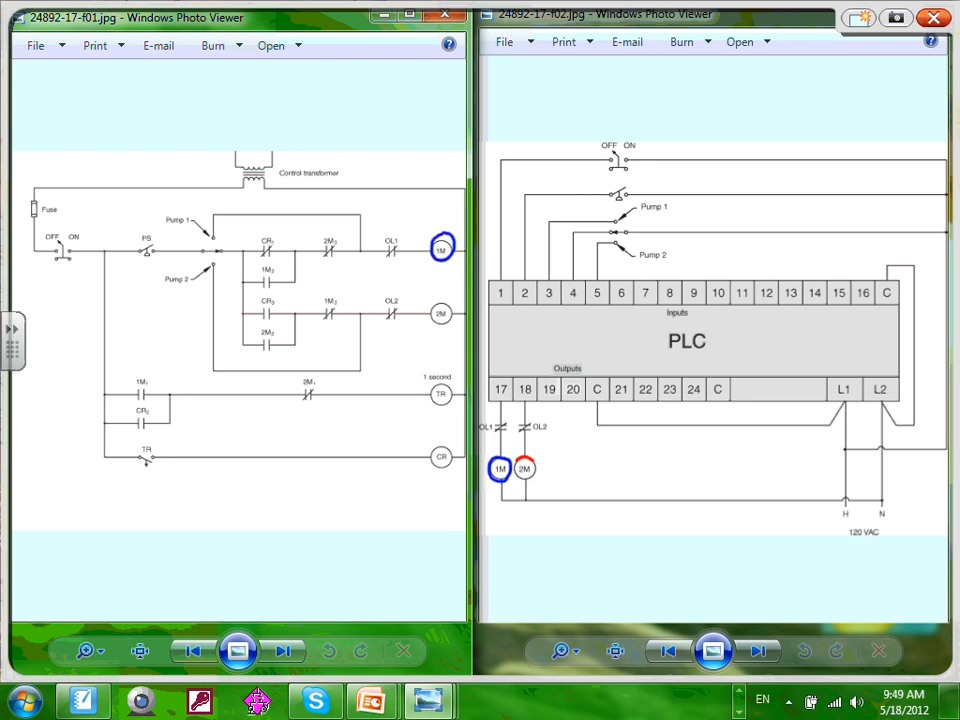 24892-17-f01.jpg - Windows Photo Viewer
File Print E-mail Burn Open
Control transformer
Fuse
OFF ON
PS
Pump 1
Pump 2
CR₁
2M₃
OL1
1M
1M₂
CR₃
1M₃
OL2
2M
2M₂
1M₁
2M₁
1 second
TR
CR₂
TR
CR
24892-17-f02.jpg - Windows Photo Viewer
File Print E-mail Burn Open
OFF ON
Pump 1
Pump 2
1 2 3 4 5 6 7 8 9 10 11 12 13 14 15 16 C
Inputs
PLC
Outputs
17 18 19 20 C 21 22 23 24 C L1 L2
OL1 OL2
1M 2M
H N
120 VAC
EN
9:49 AM
5/18/2012